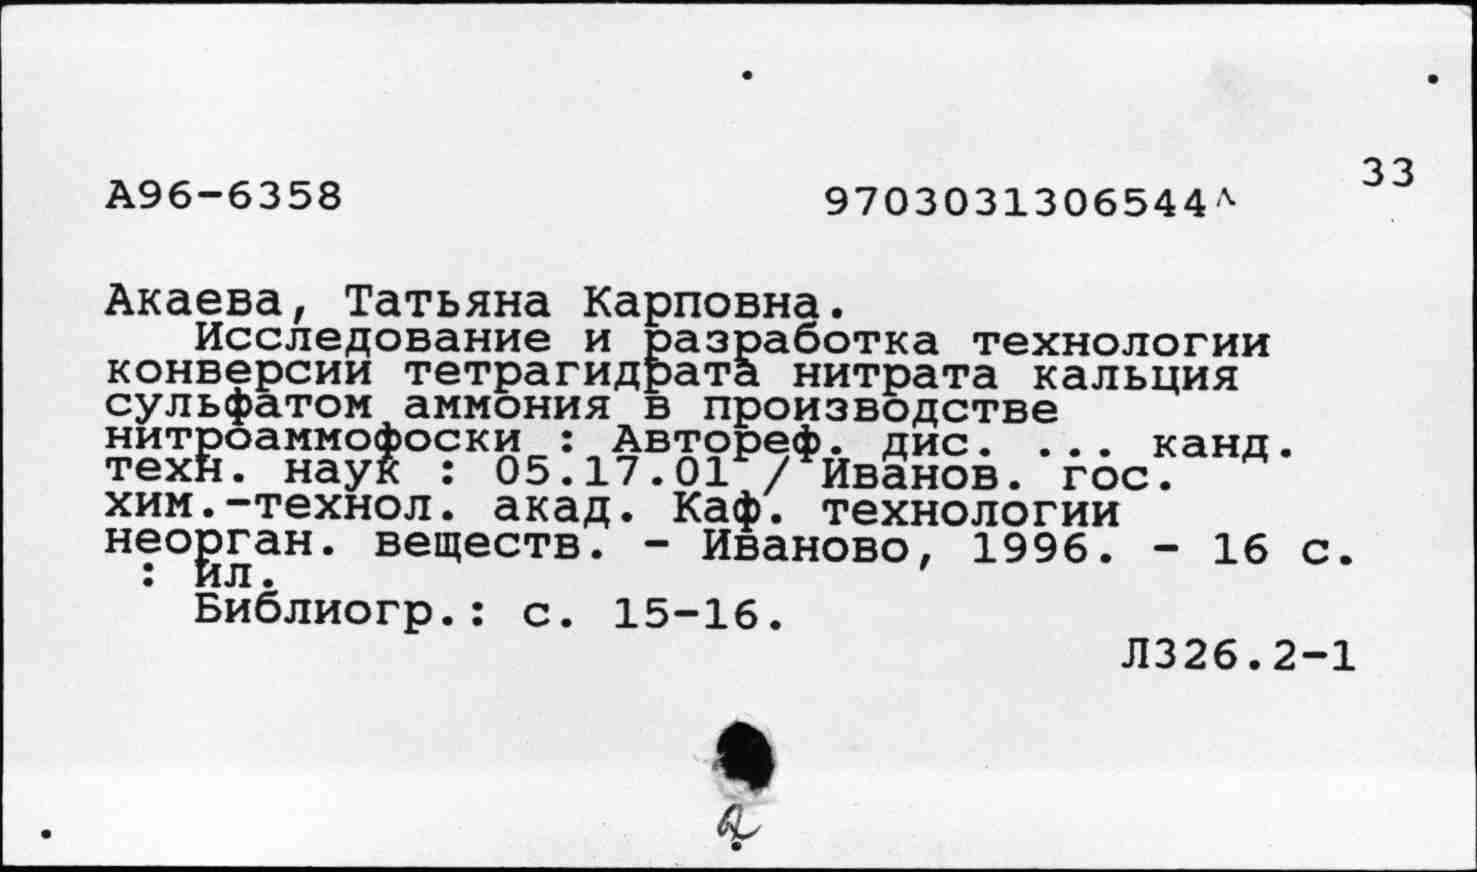 33
А96-6358 9703031306544^
Акаева, Татьяна Карповна.
Исследование и разработка технологии
конверсии тетрагидрата нитрата кальция
сульфатом аммония в производстве
нитроаммофоски : Автореф. дис. ... канд.
техн. наук : 05.17.01 / Иванов. гос.
хим.-технол. акад. Каф. технологии
неорган. веществ. - Иваново, 1996. - 16 с.
: ил.
Библиогр.: с. 15-16.
Л326.2-1